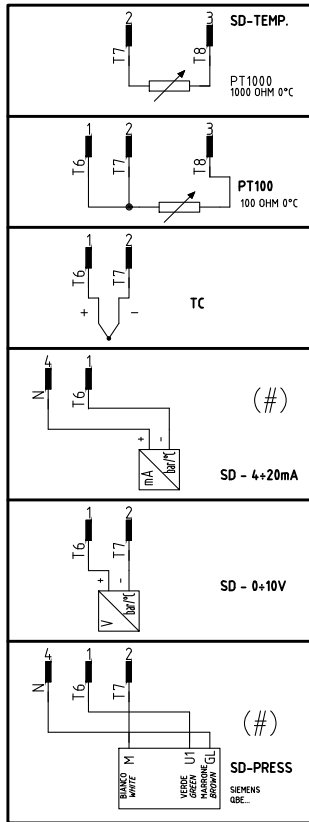 2 3 SD-TEMP.
T7 T8
PT1000
1000 OHM 0°C
1 2 3
T6 T7 T8
PT100
100 OHM 0°C
1 2
T6 T7
+ -
TC
4 1
N T6
(#)
+ -
mA bar/°C
SD - 4÷20mA
1 2
T6 T7
+ -
V bar/°C
SD - 0÷10V
4 1 2
N T6 T7
(#)
BIANCO
WHITE
M
VERDE
GREEN
U1
MARRONE
BROWN
GL
SD-PRESS
SIEMENS
QBE...